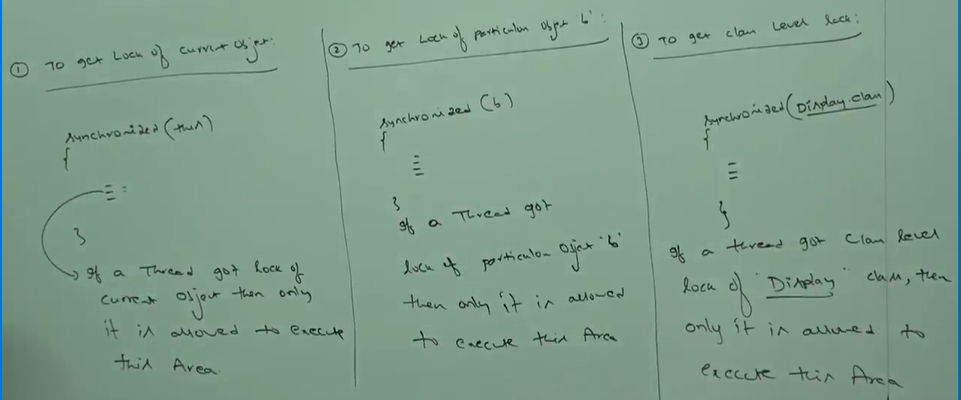 ① To get Lock of current Object:
synchronized (this)
{
≡ :
}
If a Thread got Lock of
current Object then only
it is allowed to execute
this Area.
② To get Lock of particular Object b':
synchronized (b)
{
≡
}
If a Thread got
lock of particular Object 'b'
then only it is allowed
to execute this Area
③ To get class Level lock:
synchronized (Display.class)
{
≡
}
If a thread got class level
lock of "Display" class, then
only it is allowed to
execute this Area